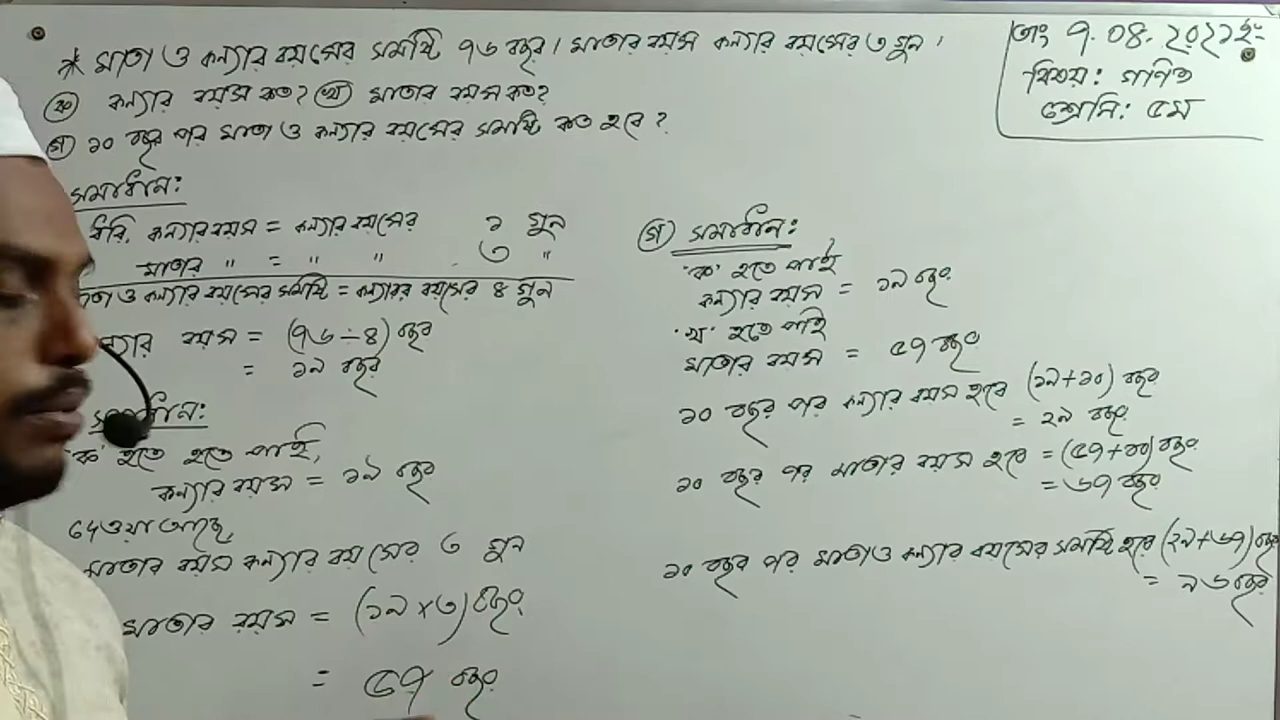 * মাতা ও কন্যার বয়সের সমষ্টি ৭৬ বছর। মাতার বয়স কন্যার বয়সের ৩ গুন।
(ক) কন্যার বয়স কত? (খ) মাতার বয়স কত?
(গ) ১০ বছর পর মাতা ও কন্যার বয়সের সমষ্টি কত হবে?
তাং ৭.০৪.২০২১ইং
বিষয়: গণিত
শ্রেণি: ৫ম
সমাধান:
ধরি, কন্যার বয়স = কন্যার বয়সের ১ গুন
মাতার " = " " ৩ "
ও কন্যার বয়সের সমষ্টি = কন্যার বয়সের ৪ গুন
বয়স = (৭৬÷৪) বছর
= ১৯ বছর
'ক' হতে হতে পাই,
কন্যার বয়স = ১৯ বছর
দেওয়া আছে,
মাতার বয়স কন্যার বয়সের ৩ গুন
মাতার বয়স = (১৯×৩) বছর
= ৫৭ বছর
(গ) সমাধান:
'ক' হতে পাই
কন্যার বয়স = ১৯ বছর
'খ' হতে পাই
মাতার বয়স = ৫৭ বছর
১০ বছর পর কন্যার বয়স হবে (১৯+১০) বছর
= ২৯ বছর
১০ বছর পর মাতার বয়স হবে = (৫৭+১০) বছর
= ৬৭ বছর
১০ বছর পর মাতা ও কন্যার বয়সের সমষ্টি হবে (২৯+৬৭) বছর
= ৯৬ বছর